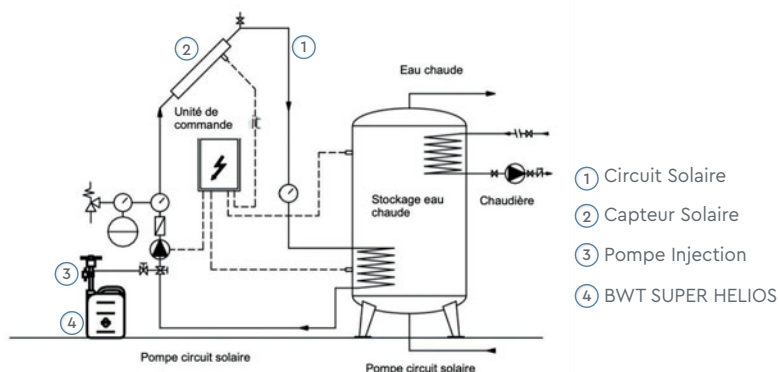 2
1
Eau chaude
Unité de
commande
Stockage eau
chaude
Chaudière
3
4
Pompe circuit solaire
Pompe circuit solaire
1 Circuit Solaire
2 Capteur Solaire
3 Pompe Injection
4 BWT SUPER HELIOS